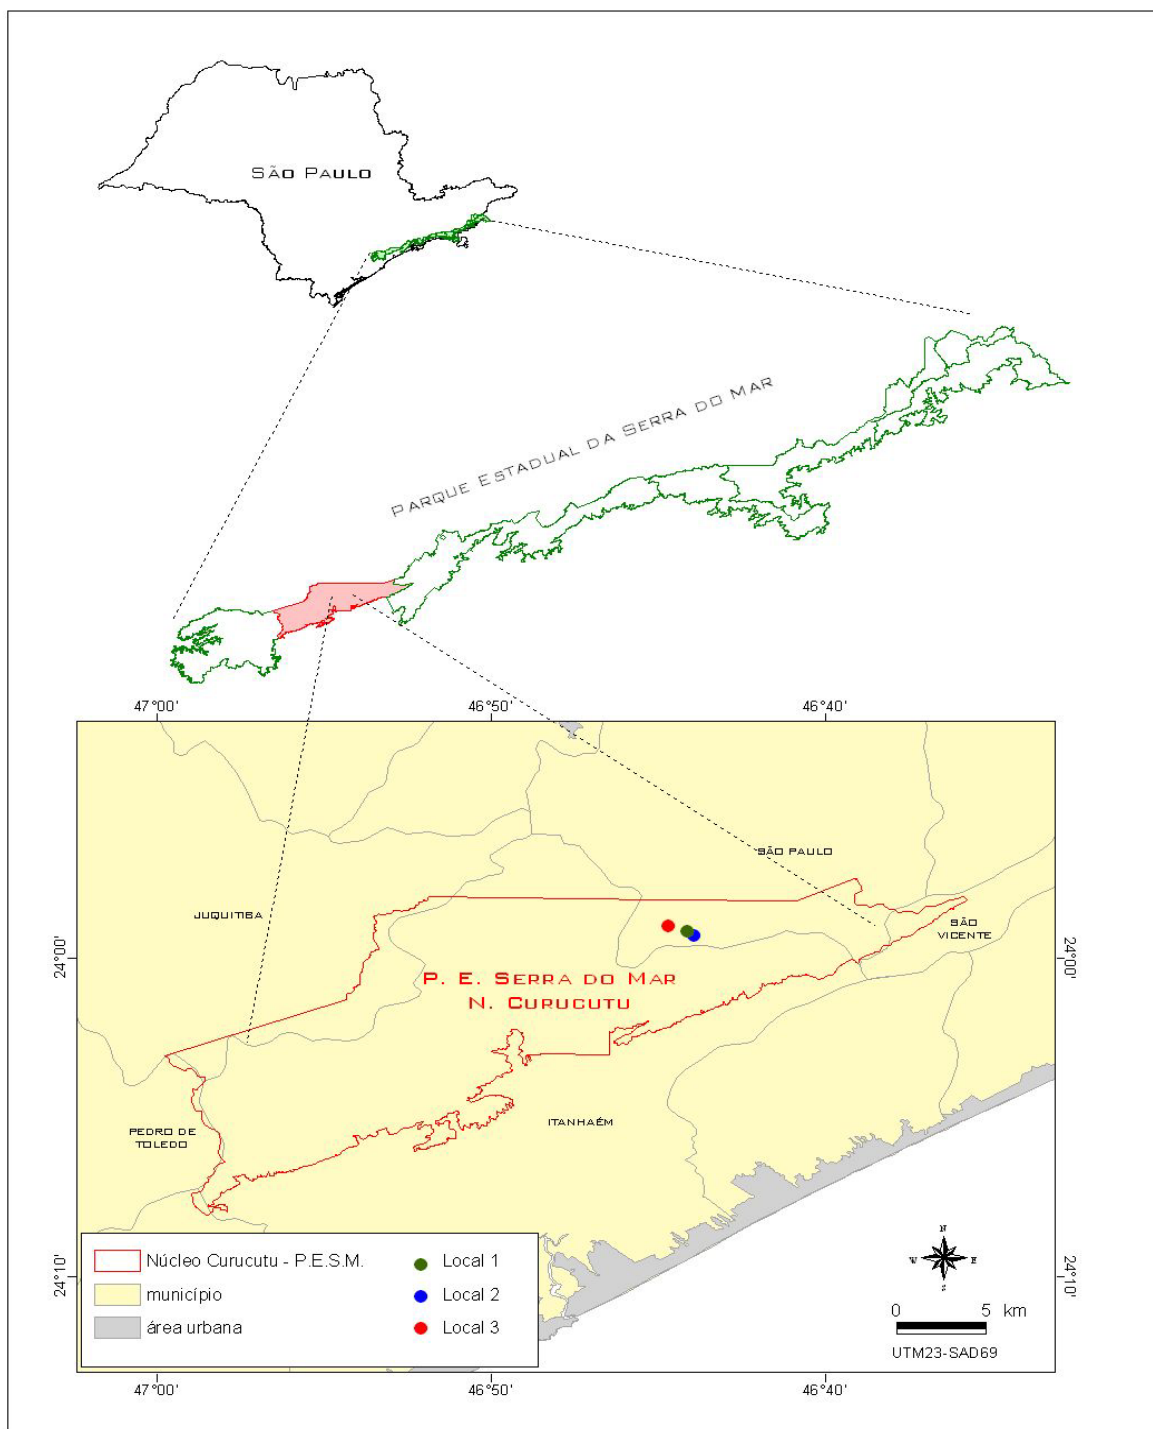 SÃO PAULO
PARQUE ESTADUAL DA SERRA DO MAR
47°00' 46°50' 46°40'
SÃO PAULO
JUQUITIBA
SÃO
VICENTE
24°00' 24°00'
P. E. SERRA DO MAR
N. CURUCUTU
PEDRO DE
TOLEDO
ITANHAÉM
Núcleo Curucutu - P.E.S.M.
município
área urbana
Local 1
Local 2
Local 3
N
W E
S
24°10' 24°10'
0 5 km
UTM23-SAD69
47°00' 46°50' 46°40'